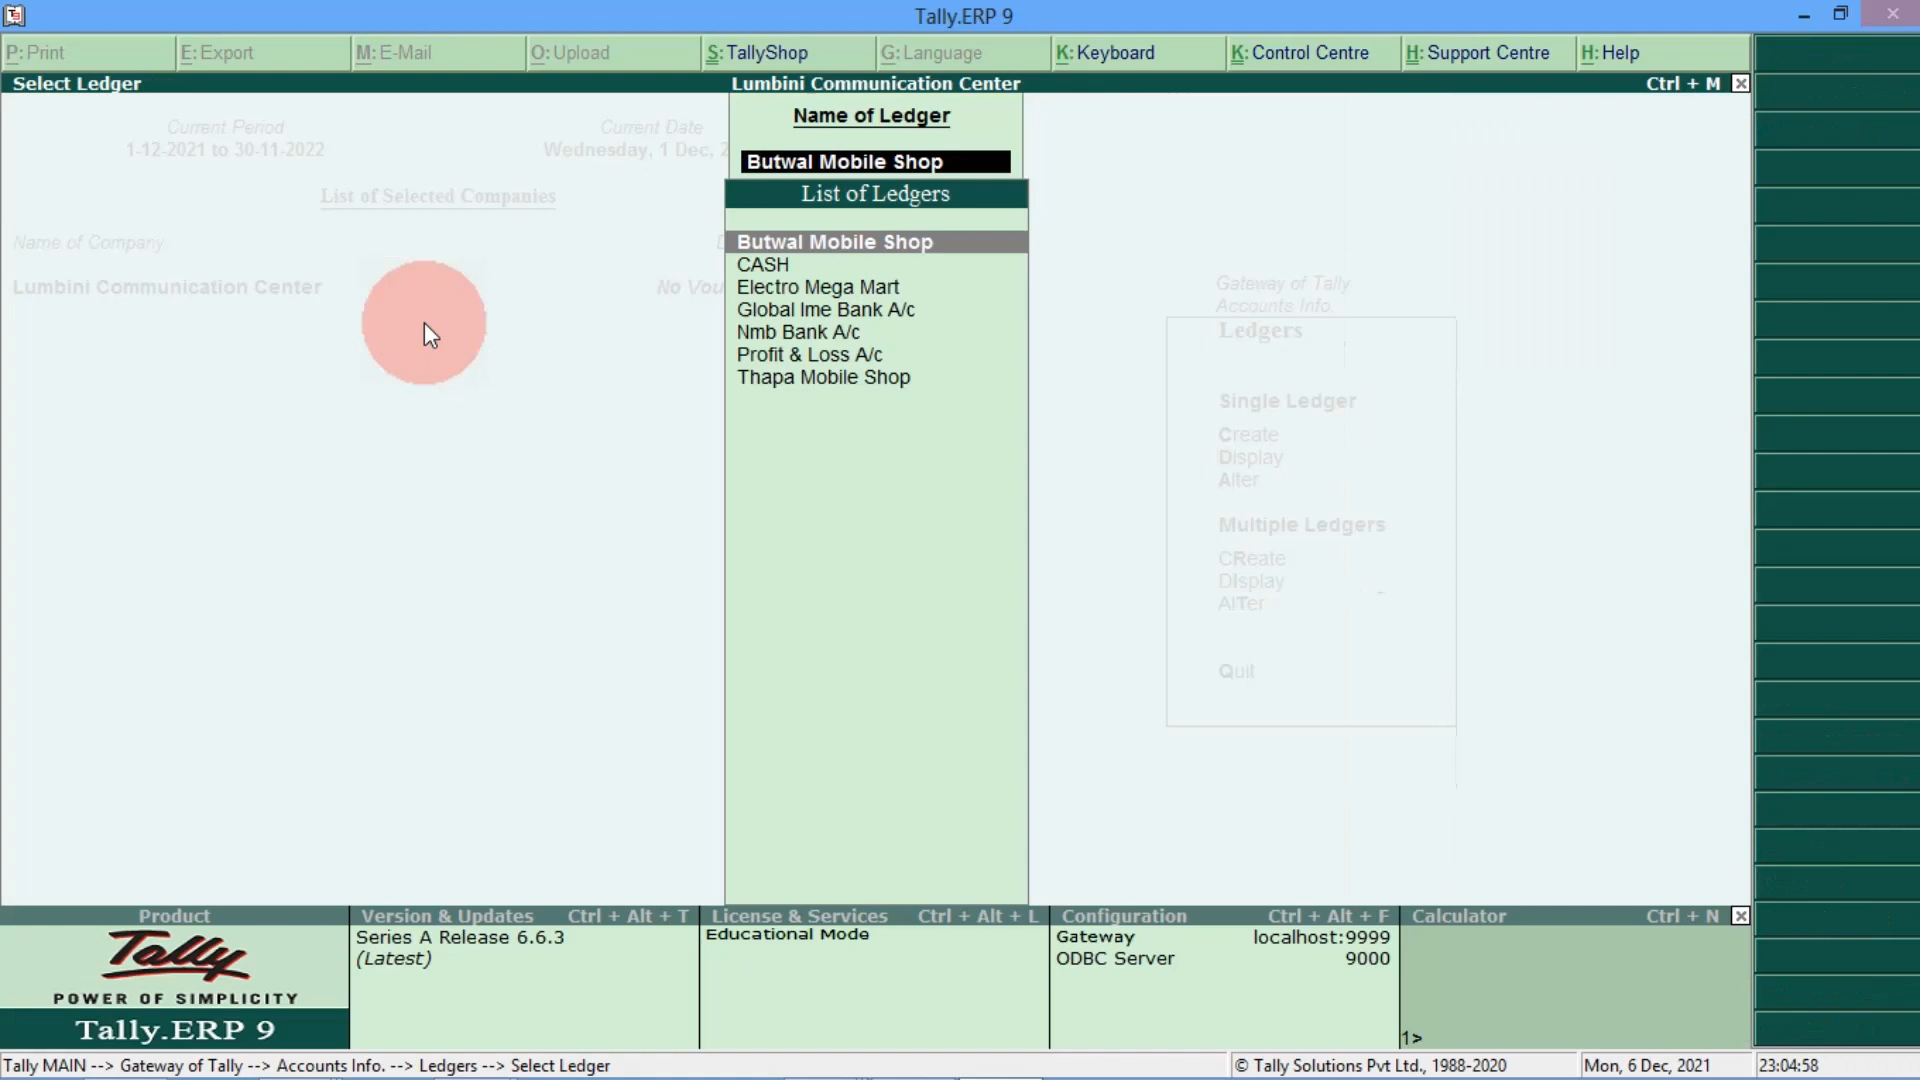 Tally.ERP 9
P: Print E: Export M: E-Mail O: Upload S: TallyShop G: Language K: Keyboard K: Control Centre H: Support Centre H: Help
Select Ledger Lumbini Communication Center Ctrl + M
Name of Ledger
Butwal Mobile Shop
List of Ledgers
Butwal Mobile Shop
CASH
Electro Mega Mart
Global Ime Bank A/c
Nmb Bank A/c
Profit & Loss A/c
Thapa Mobile Shop
Current Period Current Date
1-12-2021 to 30-11-2022 Wednesday, 1 Dec, 2
List of Selected Companies
Name of Company
Lumbini Communication Center No Vou
Gateway of Tally
Accounts Info.
Ledgers
Single Ledger
Create
Display
Alter
Multiple Ledgers
CReate
DIsplay
AlTer
Quit
Product
Tally
POWER OF SIMPLICITY
Tally.ERP 9
Version & Updates Ctrl + Alt + T
Series A Release 6.6.3
(Latest)
License & Services Ctrl + Alt + L
Educational Mode
Configuration Ctrl + Alt + F
Gateway localhost:9999
ODBC Server 9000
Calculator Ctrl + N
1>
Tally MAIN --> Gateway of Tally --> Accounts Info. --> Ledgers --> Select Ledger © Tally Solutions Pvt Ltd., 1988-2020 Mon, 6 Dec, 2021 23:04:58